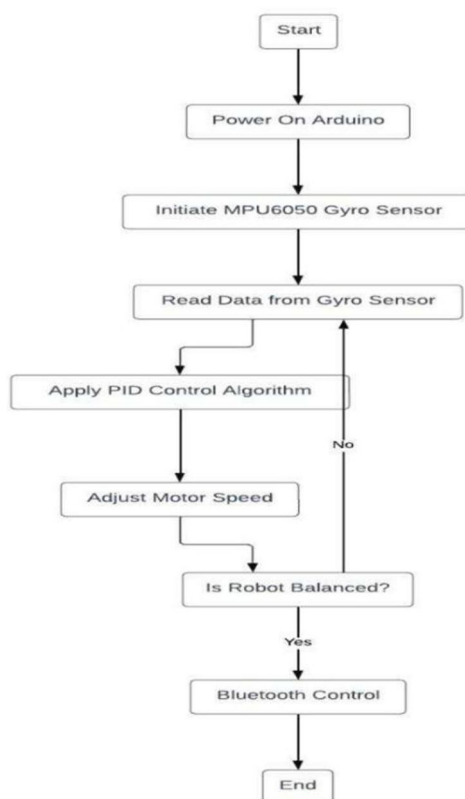 Start
Power On Arduino
Initiate MPU6050 Gyro Sensor
Read Data from Gyro Sensor
Apply PID Control Algorithm
No
Adjust Motor Speed
Is Robot Balanced?
Yes
Bluetooth Control
End